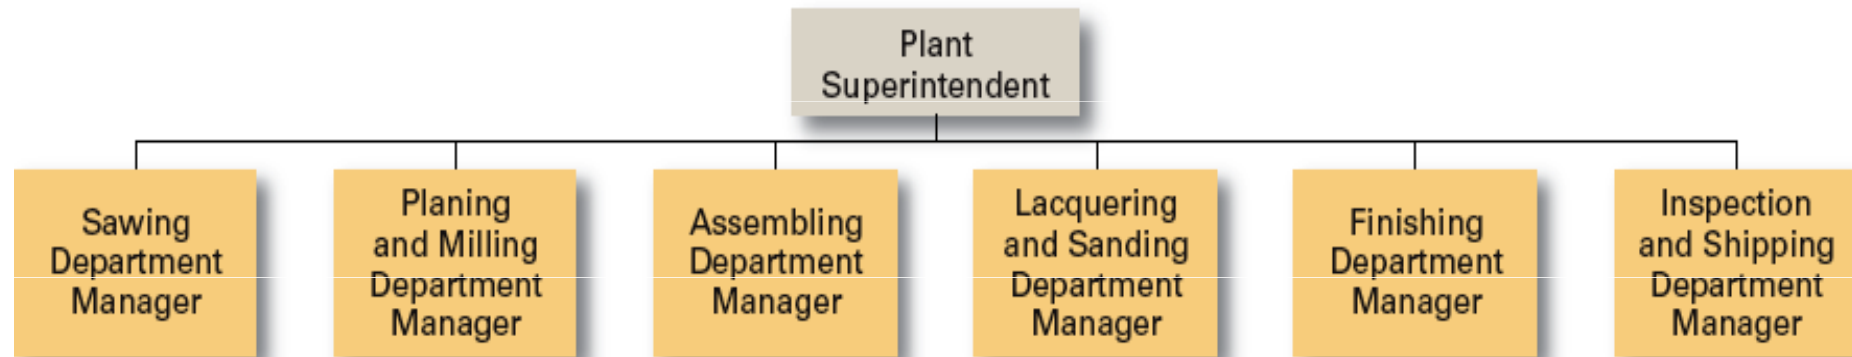 Plant
Superintendent
Sawing
Department
Manager
Planing
and Milling
Department
Manager
Assembling
Department
Manager
Lacquering
and Sanding
Department
Manager
Finishing
Department
Manager
Inspection
and Shipping
Department
Manager